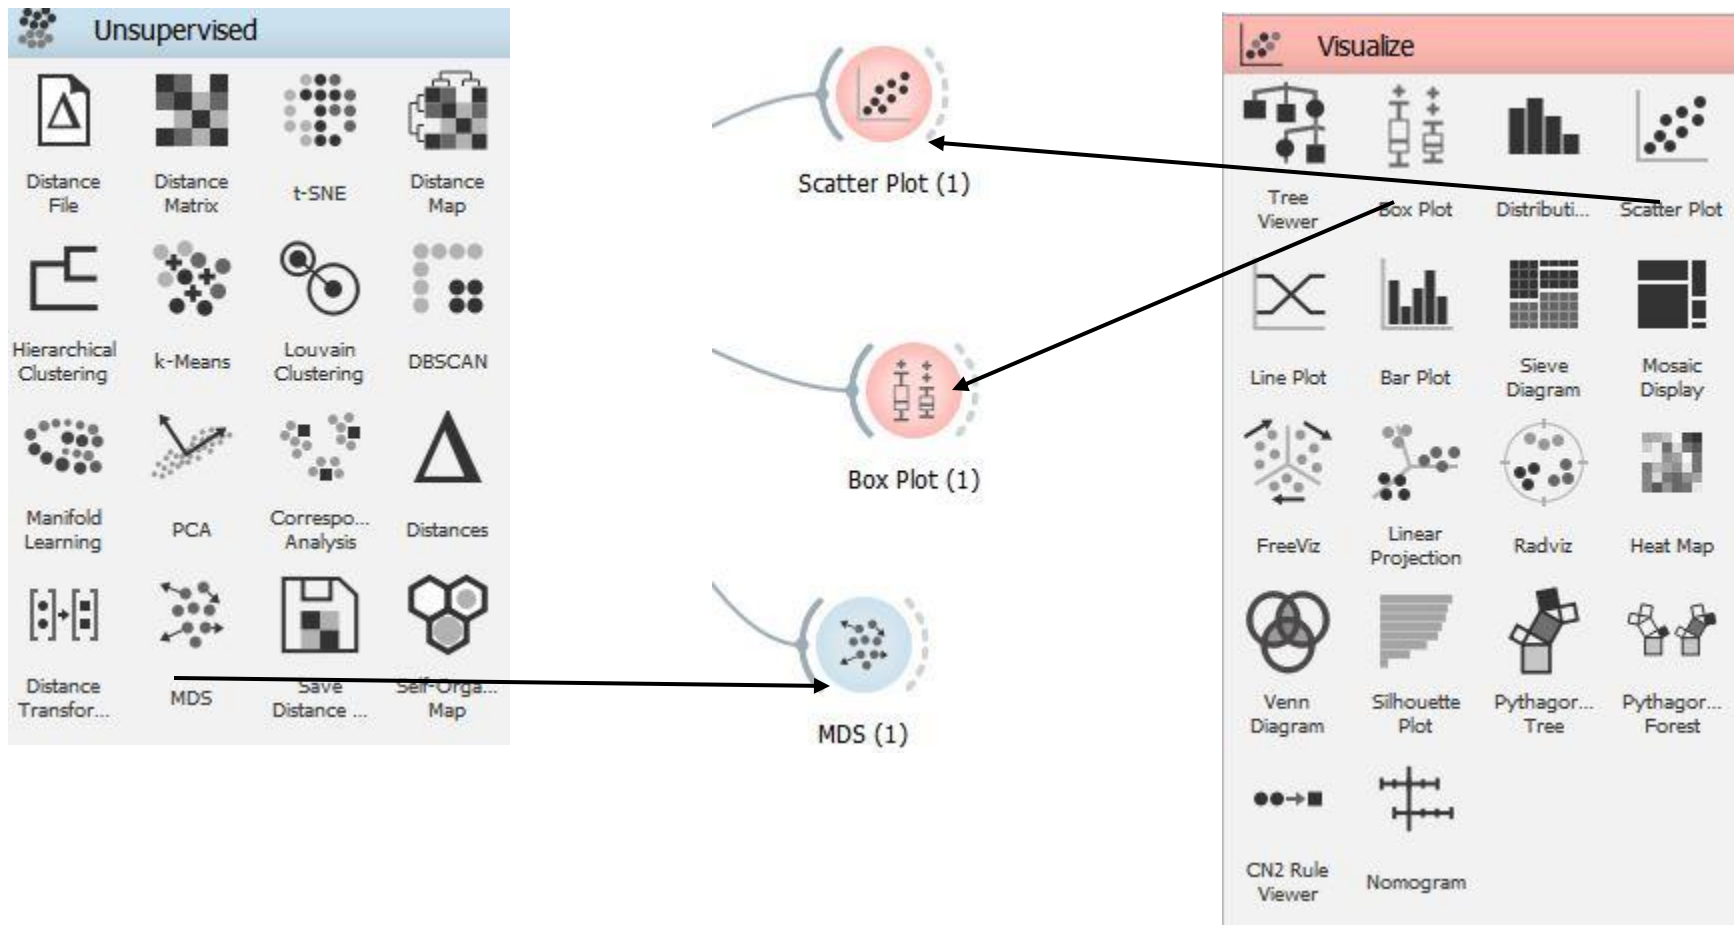 Unsupervised
Distance
File
Distance
Matrix
t-SNE
Distance
Map
Hierarchical
Clustering
k-Means
Louvain
Clustering
DBSCAN
Manifold
Learning
PCA
Correspo...
Analysis
Distances
Distance
Transfor...
MDS
Save
Distance ...
Self-Orga...
Map
Scatter Plot (1)
Box Plot (1)
MDS (1)
Visualize
Tree
Viewer
Box Plot
Distributi...
Scatter Plot
Line Plot
Bar Plot
Sieve
Diagram
Mosaic
Display
FreeViz
Linear
Projection
Radviz
Heat Map
Venn
Diagram
Silhouette
Plot
Pythagor...
Tree
Pythagor...
Forest
CN2 Rule
Viewer
Nomogram